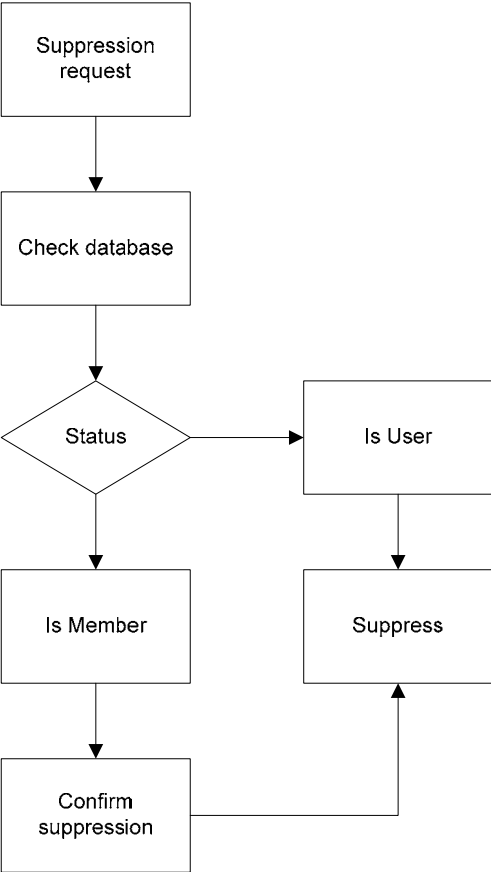 Suppression
request
Check database
Status
Is User
Is Member
Suppress
Confirm
suppression